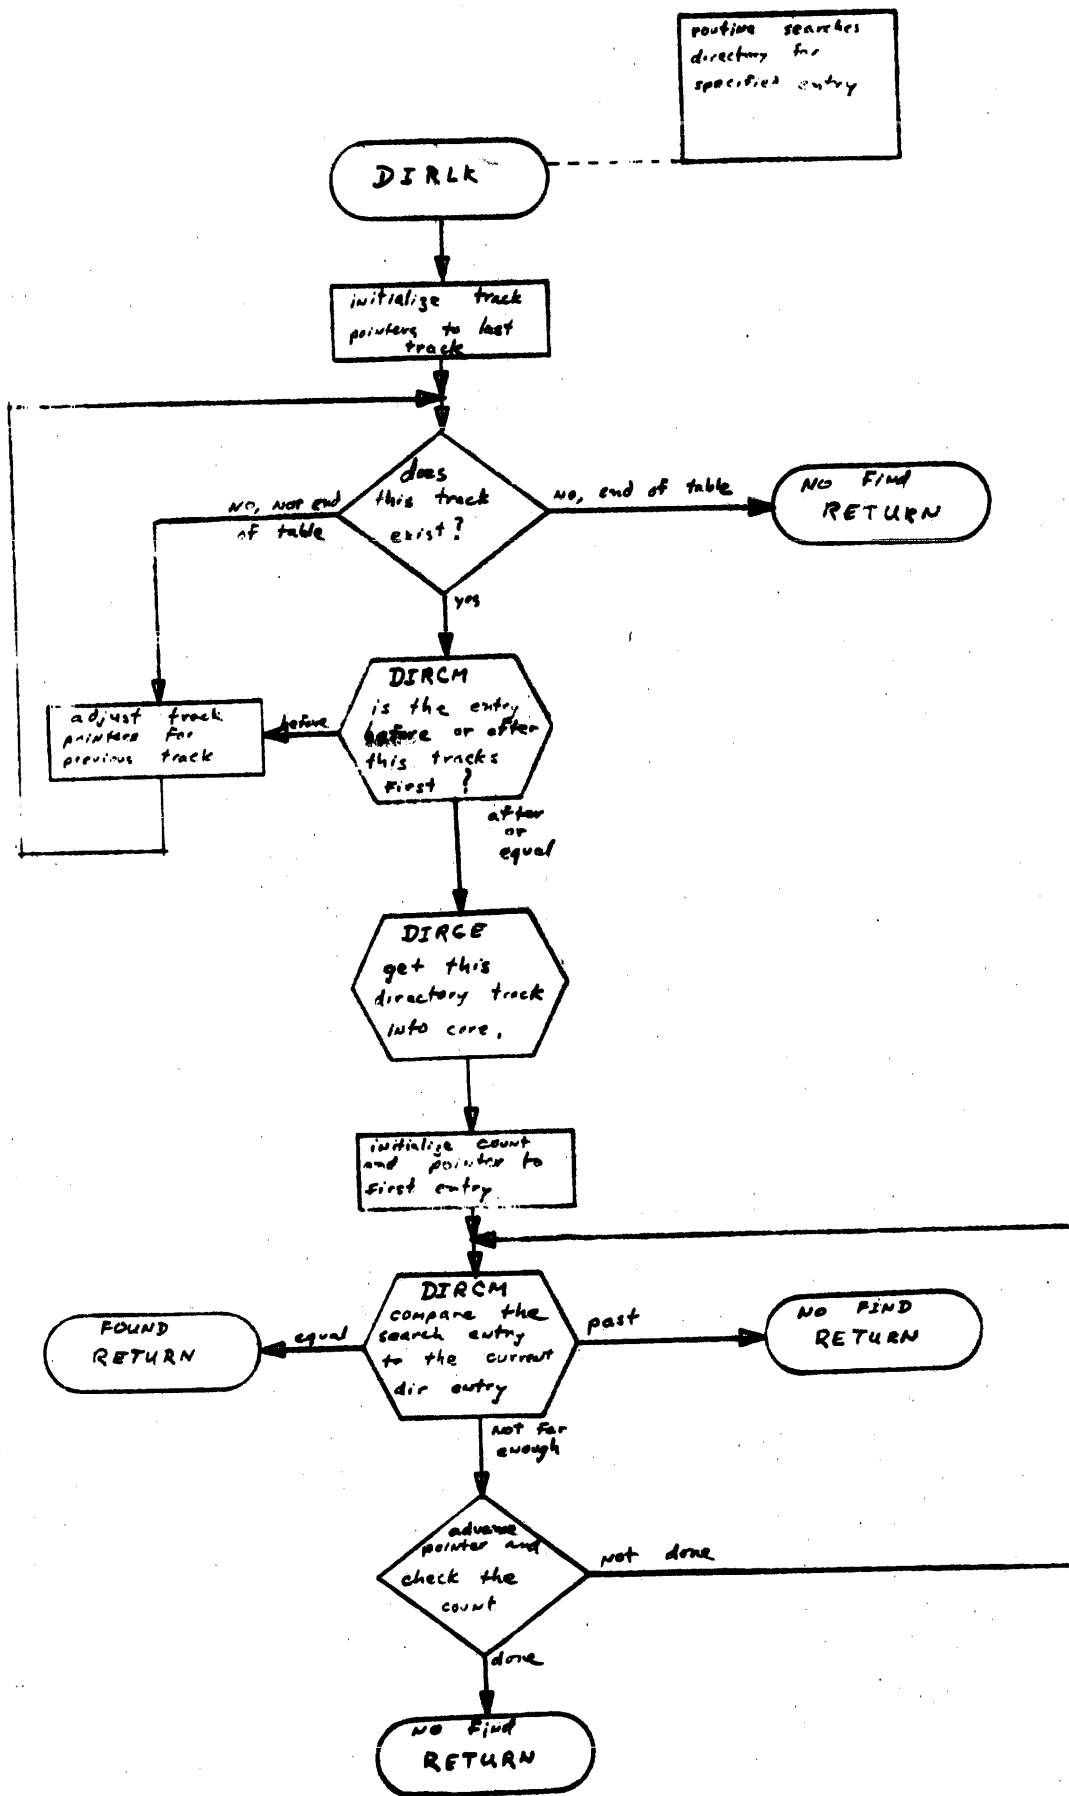 routine searches
directory for
specified entry
DIRLK
initialize track
pointers to last
track
does
this track
exist?
No, Not end
of table
No, end of table
No Find
RETURN
yes
DIRCM
is the entry
before or after
this tracks
First?
before
adjust track
pointers For
previous track
after
or
equal
DIRGE
get this
directory track
into core.
initialize count
and pointer to
First entry
DIRCM
compare the
search entry
to the current
dir entry
equal
FOUND
RETURN
past
NO FIND
RETURN
Not Far
enough
advance
pointer and
check the
count
Not done
done
No Find
RETURN